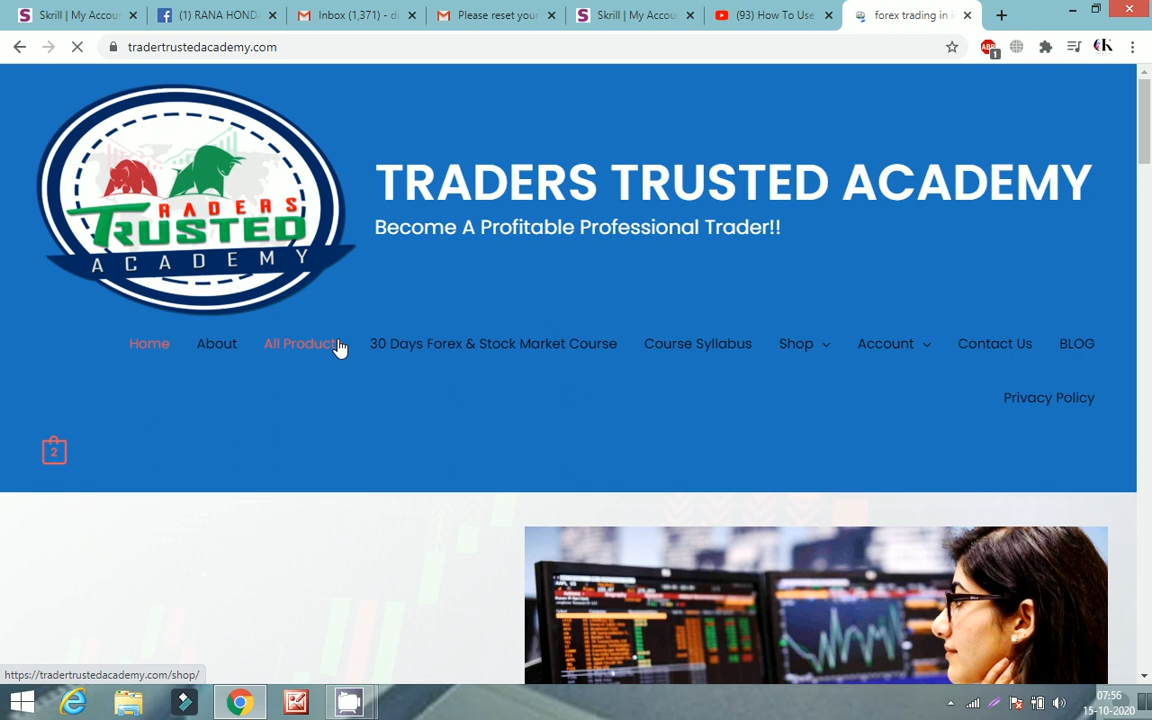 Skrill | My Accou
(1) RANA HOND
Inbox (1,371) - d
Please reset your
Skrill | My Accou
(93) How To Use
forex trading in i
tradertrustedacademy.com
ABP
1
K
TRADERS TRUSTED ACADEMY
Become A Profitable Professional Trader!!
TRADERS
TRUSTED
ACADEMY
Home About All Product 30 Days Forex & Stock Market Course Course Syllabus Shop Account Contact Us BLOG
Privacy Policy
2
https://tradertrustedacademy.com/shop/
07:56
15-10-2020